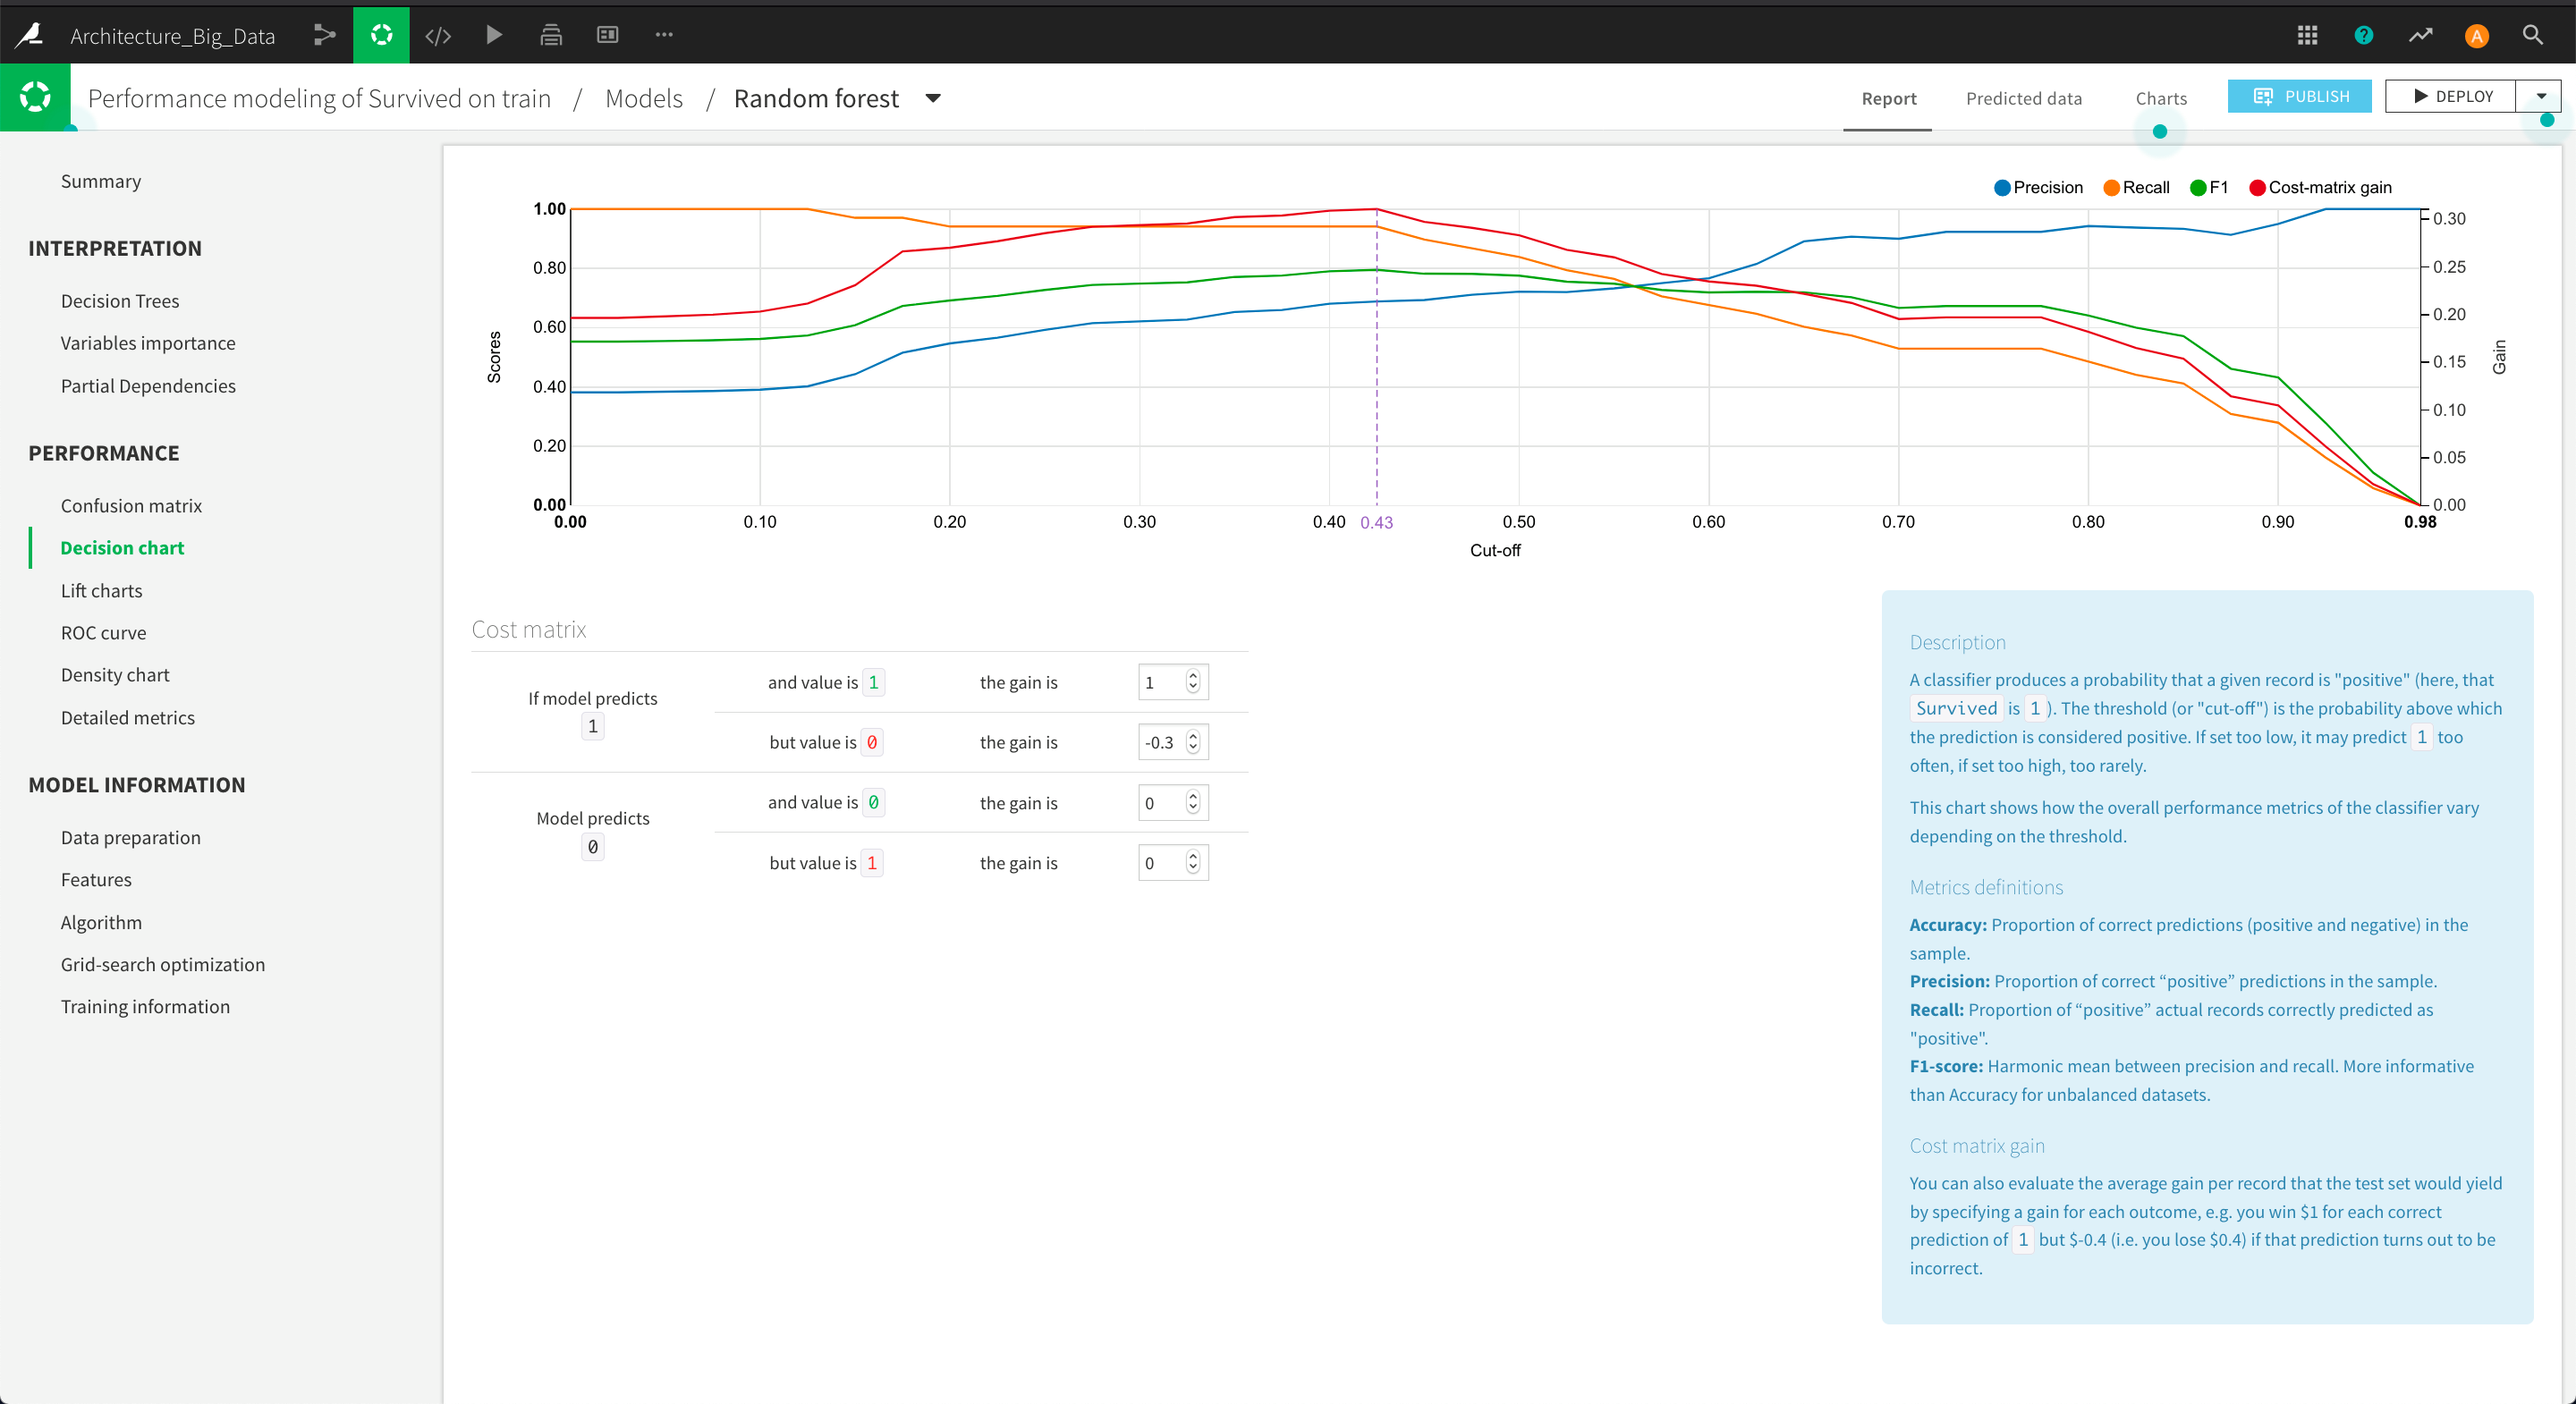 Architecture_Big_Data
?
A
Performance modeling of Survived on train / Models / Random forest
Report
Predicted data
Charts
PUBLISH
DEPLOY
Summary
INTERPRETATION
Decision Trees
Variables importance
Partial Dependencies
PERFORMANCE
Confusion matrix
Decision chart
Lift charts
ROC curve
Density chart
Detailed metrics
MODEL INFORMATION
Data preparation
Features
Algorithm
Grid-search optimization
Training information
Precision Recall F1 Cost-matrix gain
Scores
1.00
0.80
0.60
0.40
0.20
0.00
0.30
0.25
0.20
0.15
0.10
0.05
0.00
Gain
0.00 0.10 0.20 0.30 0.40 0.43 0.50 0.60 0.70 0.80 0.90 0.98
Cut-off
Cost matrix
If model predicts
1
and value is 1 the gain is 1
but value is 0 the gain is -0.3
Model predicts
0
and value is 0 the gain is 0
but value is 1 the gain is 0
Description
A classifier produces a probability that a given record is "positive" (here, that
Survived is 1 ). The threshold (or "cut-off") is the probability above which
the prediction is considered positive. If set too low, it may predict 1 too
often, if set too high, too rarely.
This chart shows how the overall performance metrics of the classifier vary
depending on the threshold.
Metrics definitions
Accuracy: Proportion of correct predictions (positive and negative) in the
sample.
Precision: Proportion of correct “positive” predictions in the sample.
Recall: Proportion of “positive” actual records correctly predicted as
"positive".
F1-score: Harmonic mean between precision and recall. More informative
than Accuracy for unbalanced datasets.
Cost matrix gain
You can also evaluate the average gain per record that the test set would yield
by specifying a gain for each outcome, e.g. you win $1 for each correct
prediction of 1 but $-0.4 (i.e. you lose $0.4) if that prediction turns out to be
incorrect.